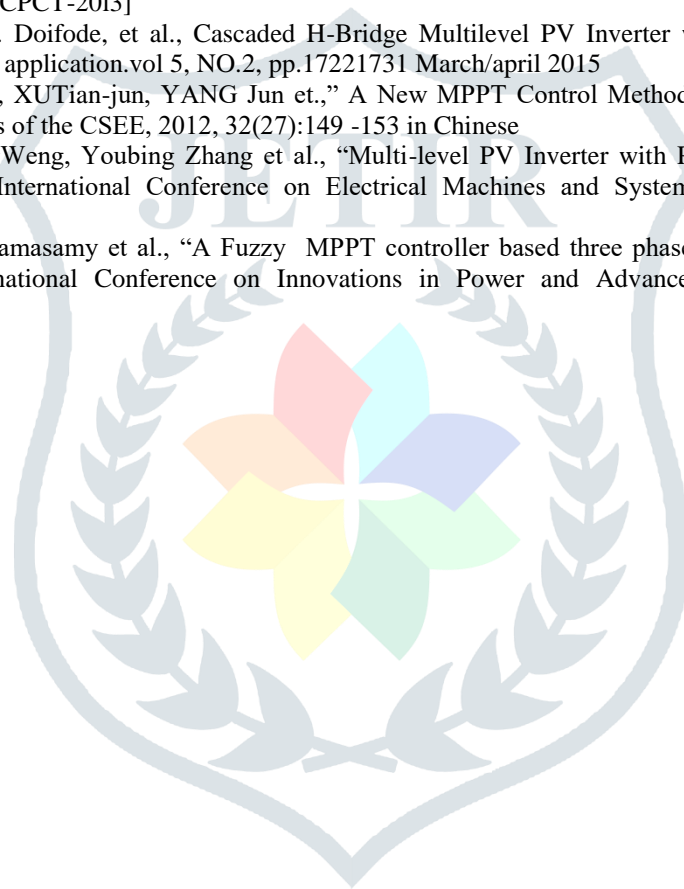 CPCT-20l3]
. Doifode, et al., Cascaded H-Bridge Multilevel PV Inverter
application.vol 5, NO.2, pp.17221731 March/april 2015
, XUTian-jun, YANG Jun et.,” A New MPPT Control Method
s of the CSEE, 2012, 32(27):149 -153 in Chinese
Weng, Youbing Zhang et al., “Multi-level PV Inverter with
International Conference on Electrical Machines and System
JETIR
amasamy et al., “A Fuzzy MPPT controller based three phase
national Conference on Innovations in Power and Advance